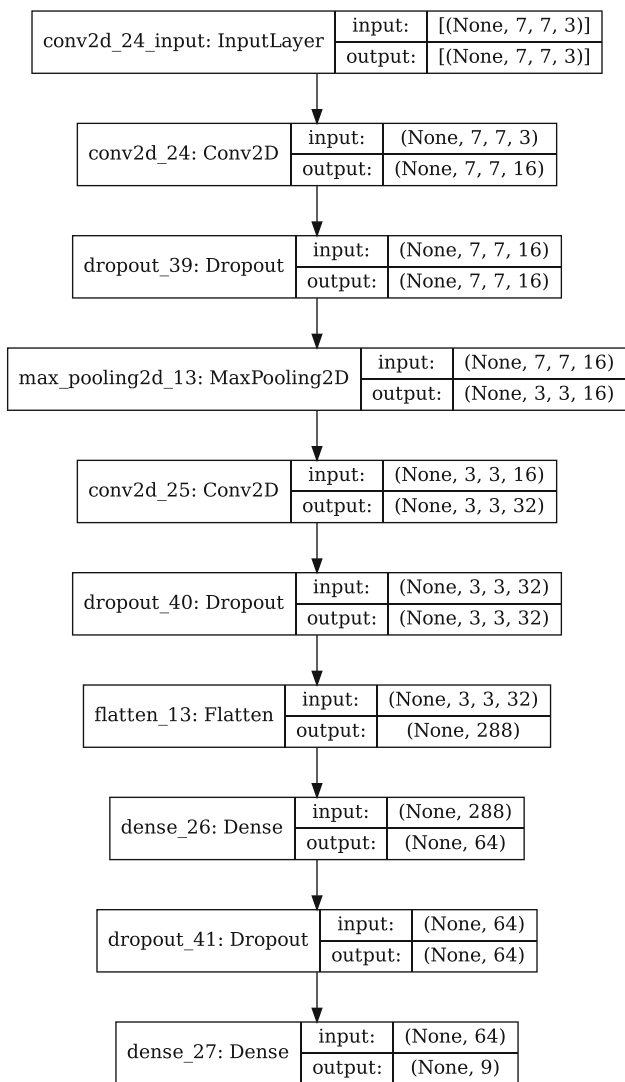 conv2d_24_input: InputLayer
input: [(None, 7, 7, 3)]
output: [(None, 7, 7, 3)]
conv2d_24: Conv2D
input: (None, 7, 7, 3)
output: (None, 7, 7, 16)
dropout_39: Dropout
input: (None, 7, 7, 16)
output: (None, 7, 7, 16)
max_pooling2d_13: MaxPooling2D
input: (None, 7, 7, 16)
output: (None, 3, 3, 16)
conv2d_25: Conv2D
input: (None, 3, 3, 16)
output: (None, 3, 3, 32)
dropout_40: Dropout
input: (None, 3, 3, 32)
output: (None, 3, 3, 32)
flatten_13: Flatten
input: (None, 3, 3, 32)
output: (None, 288)
dense_26: Dense
input: (None, 288)
output: (None, 64)
dropout_41: Dropout
input: (None, 64)
output: (None, 64)
dense_27: Dense
input: (None, 64)
output: (None, 9)